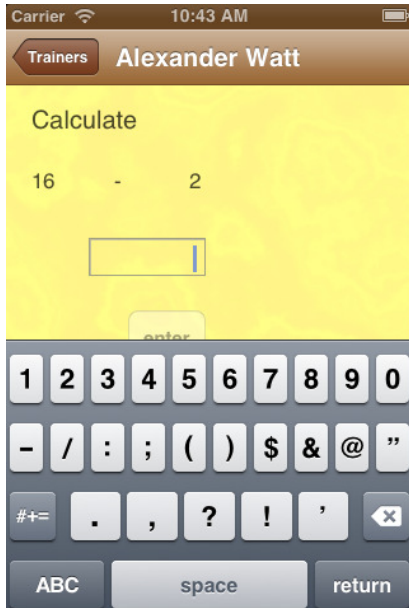 Carrier 10:43 AM
Trainers Alexander Watt
Calculate
16 - 2
enter
1 2 3 4 5 6 7 8 9 0
- / : ; ( ) $ & @ ”
#+= . , ? ! ’
ABC space return